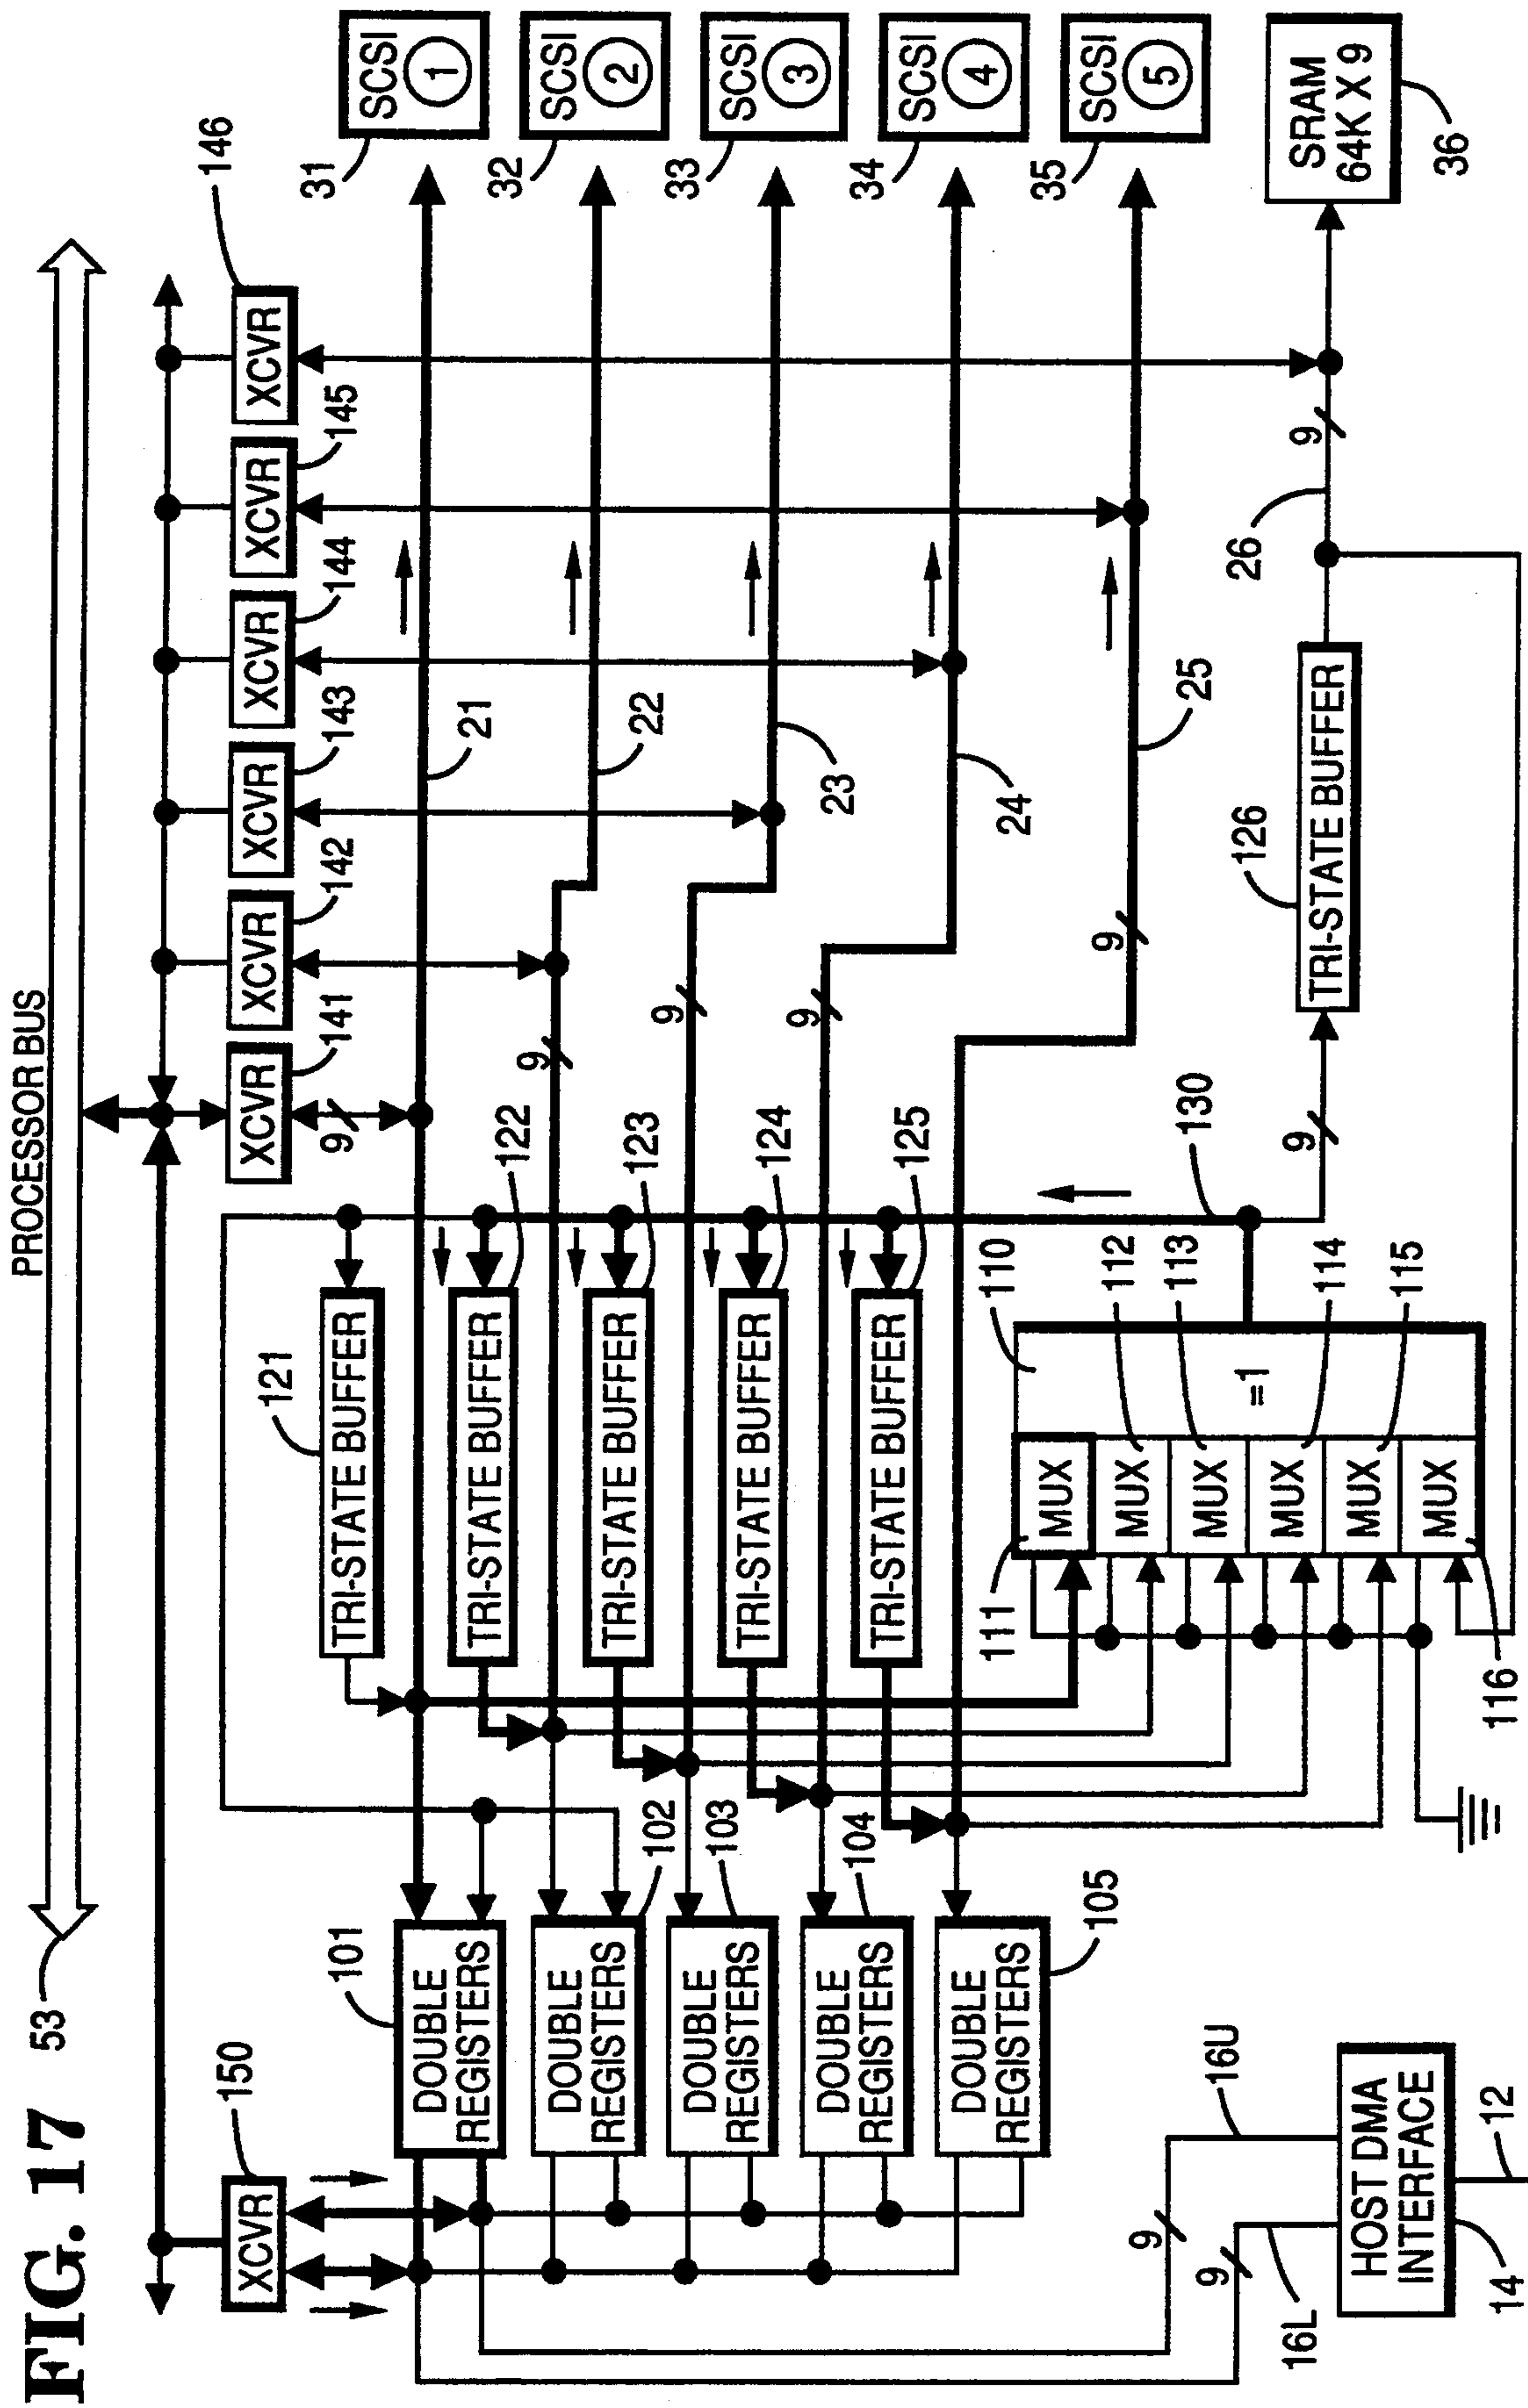 FIG. 17
53
PROCESSOR BUS
150
XCVR
XCVR
141
XCVR
142
XCVR
143
XCVR
144
XCVR
145
XCVR
146
9
101
DOUBLE
REGISTERS
DOUBLE
REGISTERS
102
DOUBLE
REGISTERS
103
DOUBLE
REGISTERS
104
DOUBLE
REGISTERS
105
121
TRI-STATE BUFFER
TRI-STATE BUFFER
122
TRI-STATE BUFFER
123
TRI-STATE BUFFER
124
TRI-STATE BUFFER
125
9
9
9
9
21
22
23
24
25
31
SCSI
1
32
SCSI
2
33
SCSI
3
34
SCSI
4
35
SCSI
5
SRAM
64K X 9
36
130
9
126
TRI-STATE BUFFER
26
9
110
111
MUX
MUX
MUX
MUX
MUX
MUX
=1
112
113
114
115
116
16U
9
9
16L
HOST DMA
INTERFACE
14
12